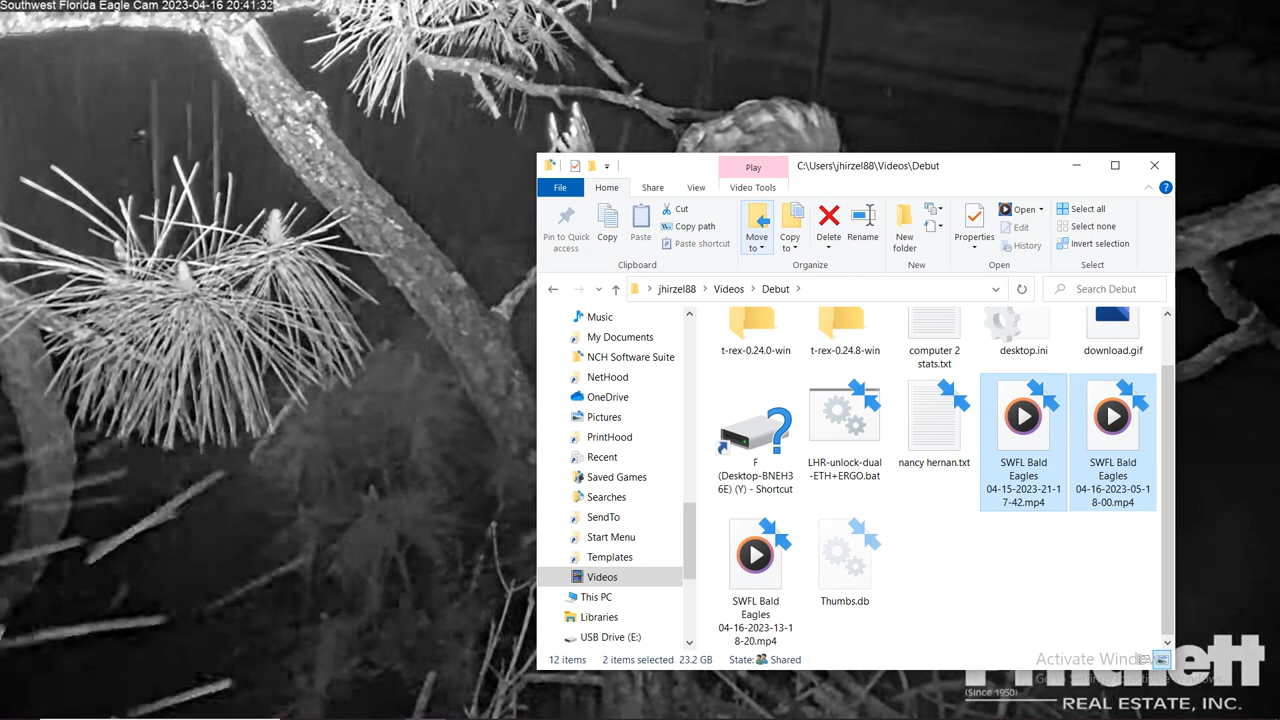 Southwest Florida Eagle Cam 2023-04-16 20:41:32
Play
C:\Users\jhirzel88\Videos\Debut
File
Home
Share
View
Video Tools
Pin to Quick
access
Copy
Paste
Cut
Copy path
Paste shortcut
Move
to
Copy
to
Delete
Rename
New
folder
Properties
Open
Edit
History
Select all
Select none
Invert selection
Clipboard
Organize
New
Open
Select
jhirzel88
Videos
Debut
Search Debut
Music
My Documents
NCH Software Suite
NetHood
OneDrive
Pictures
PrintHood
Recent
Saved Games
Searches
SendTo
Start Menu
Templates
Videos
This PC
Libraries
USB Drive (E:)
t-rex-0.24.0-win
t-rex-0.24.8-win
computer 2
stats.txt
desktop.ini
download.gif
F
(Desktop-BNEH3
6E) (Y) - Shortcut
LHR-unlock-dual
-ETH+ERGO.bat
nancy hernan.txt
SWFL Bald
Eagles
04-15-2023-21-1
7-42.mp4
SWFL Bald
Eagles
04-16-2023-05-1
8-00.mp4
SWFL Bald
Eagles
04-16-2023-13-1
8-20.mp4
Thumbs.db
12 items
2 items selected 23.2 GB
State: Shared
Activate Windo
(Since 1950)
REAL ESTATE, INC.